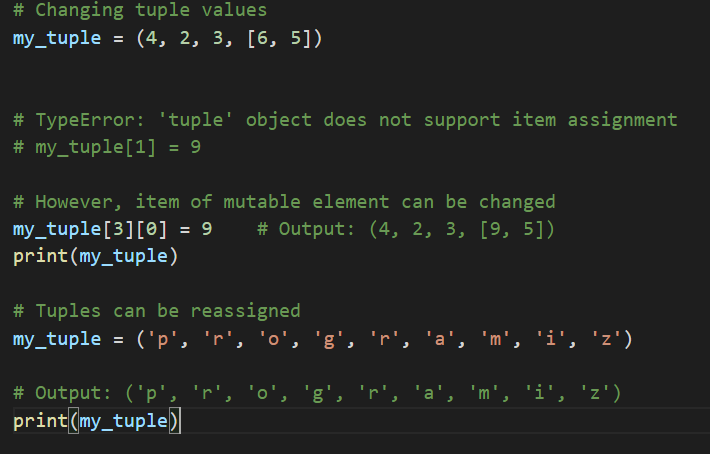 # Changing tuple values
my_tuple = (4, 2, 3, [6, 5])
# TypeError: 'tuple' object does not support item assignment
# my_tuple[1] = 9
# However, item of mutable element can be changed
my_tuple[3][0] = 9    # Output: (4, 2, 3, [9, 5])
print(my_tuple)
# Tuples can be reassigned
my_tuple = ('p', 'r', 'o', 'g', 'r', 'a', 'm', 'i', 'z')
# Output: ('p', 'r', 'o', 'g', 'r', 'a', 'm', 'i', 'z')
print(my_tuple)